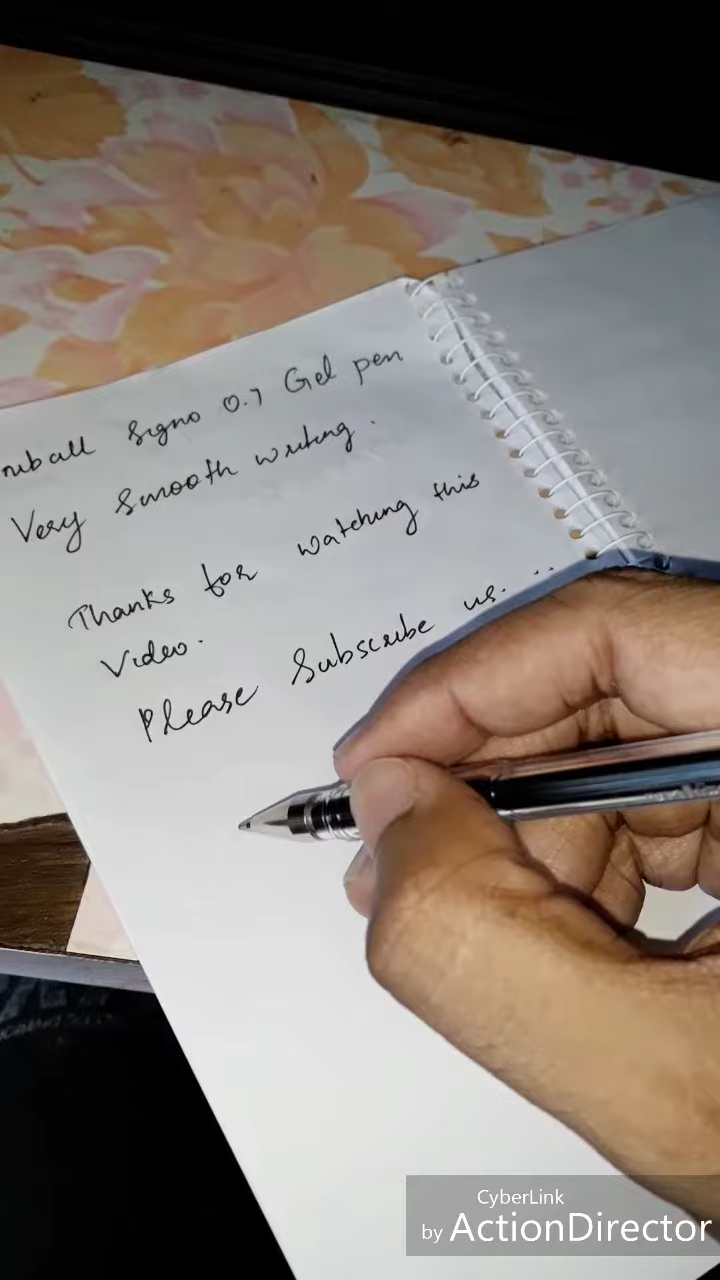 niball Signo 0.7 Gel pen
Very Smooth writing.
Thanks for watching this
Video.
Please Subscribe us....
CyberLink
by ActionDirector